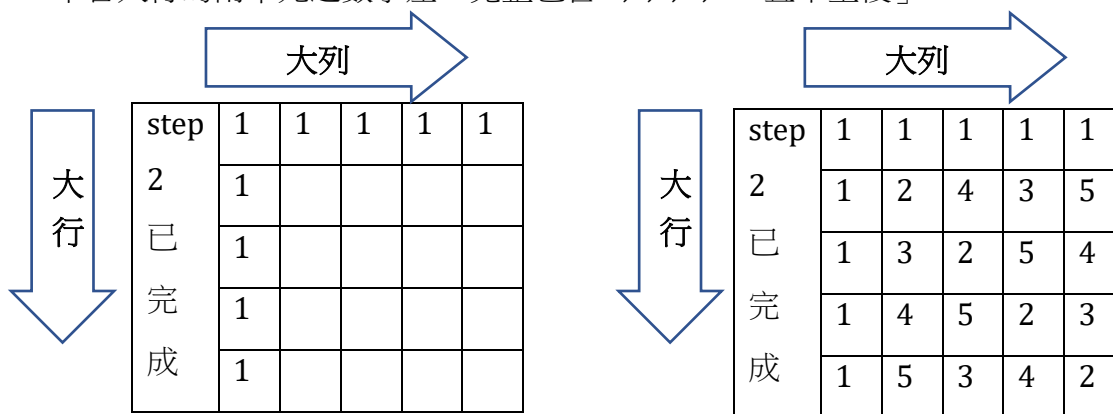 大列
大行
step 1 1 1 1 1
2 1
已 1
完 1
成 1
大列
大行
step 1 1 1 1 1
2 1 2 4 3 5
已 1 3 2 5 4
完 1 4 5 2 3
成 1 5 3 4 2